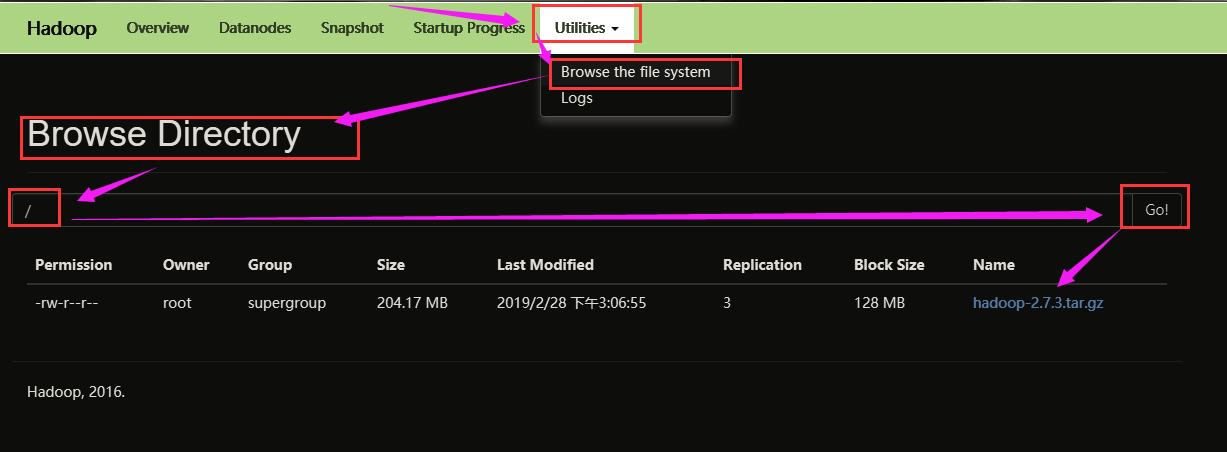 Hadoop Overview Datanodes Snapshot Startup Progress Utilities
Browse the file system
Logs
Browse Directory
/ Go!
Permission Owner Group Size Last Modified Replication Block Size Name
-rw-r--r-- root supergroup 204.17 MB 2019/2/28 下午3:06:55 3 128 MB hadoop-2.7.3.tar.gz
Hadoop, 2016.